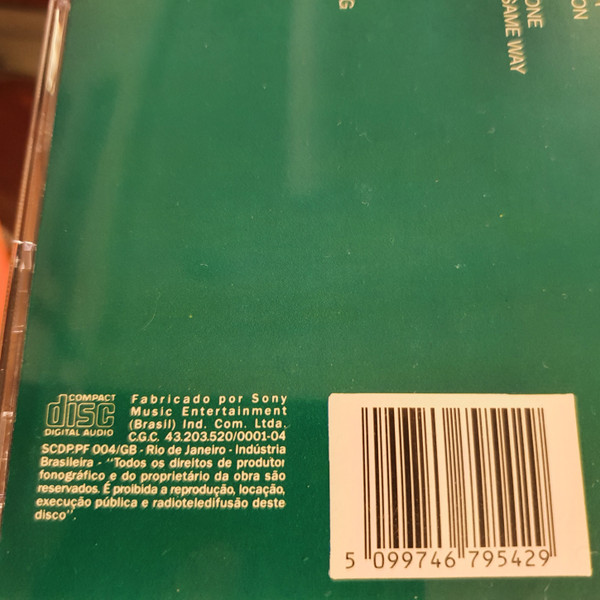 G
ON
ONE
SAME WAY
COMPACT
disc
DIGITAL AUDIO
Fabricado por Sony
Music Entertainment
(Brasil) Ind. Com. Ltda.
C.G.C. 43.203.520/0001-04
SCDP.PF 004/GB - Rio de Janeiro - Indústria
Brasileira - "Todos os direitos de produtor
fonográfico e do proprietário da obra são
reservados. É proibida a reprodução, locação,
execução pública e radioteledifusão deste
disco".
5 099746 795429